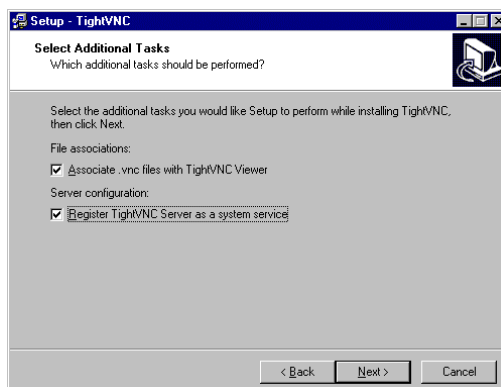 Setup - TightVNC
Select Additional Tasks
Which additional tasks should be performed?
Select the additional tasks you would like Setup to perform while installing TightVNC,
then click Next.
File associations:
Associate .vnc files with TightVNC Viewer
Server configuration:
Register TightVNC Server as a system service
< Back
Next >
Cancel